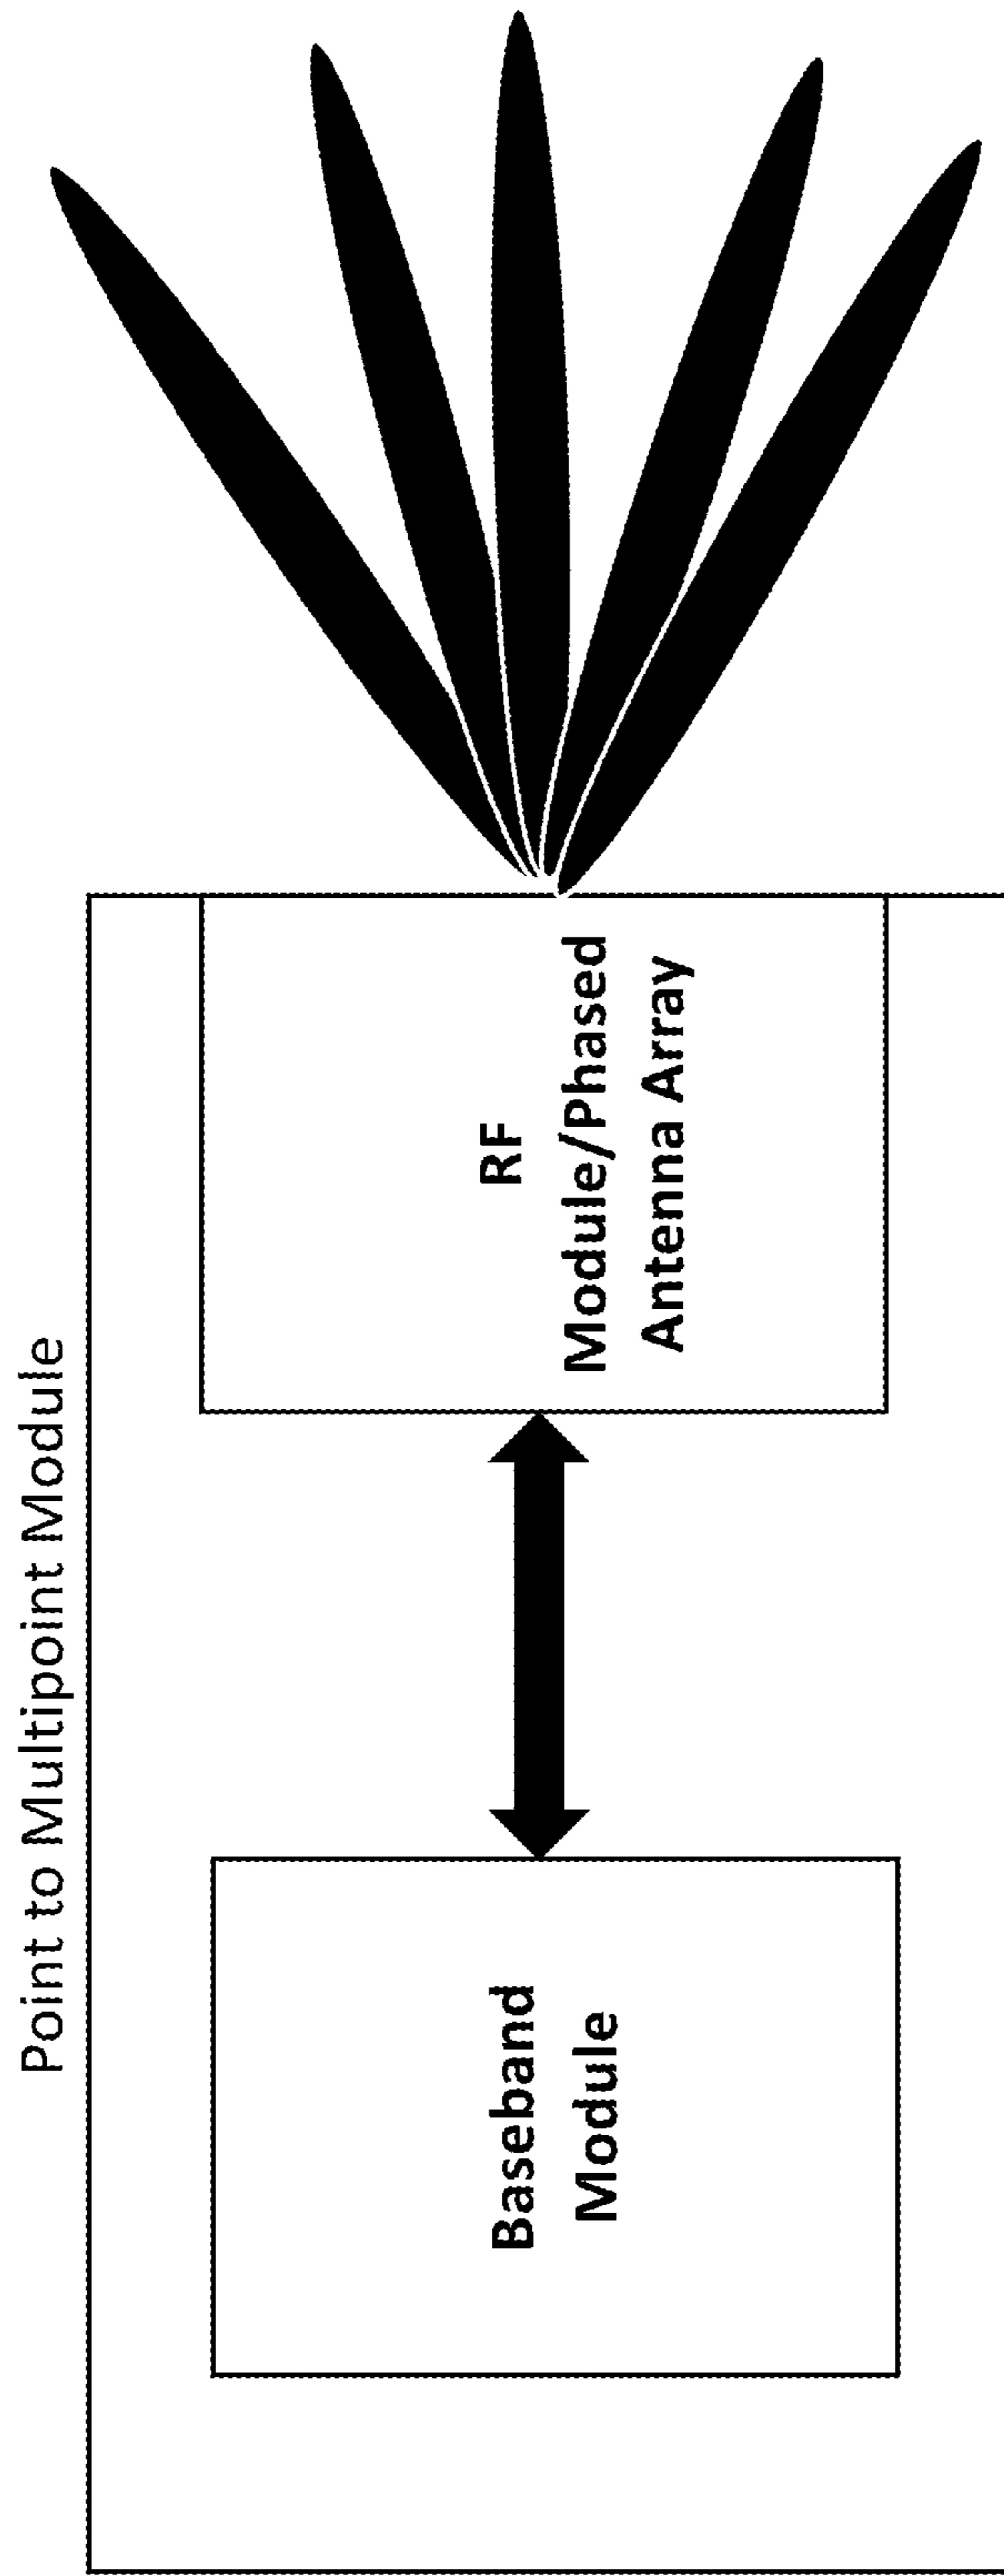 Point to Multipoint Module
Baseband
Module
RF
Module/Phased
Antenna Array